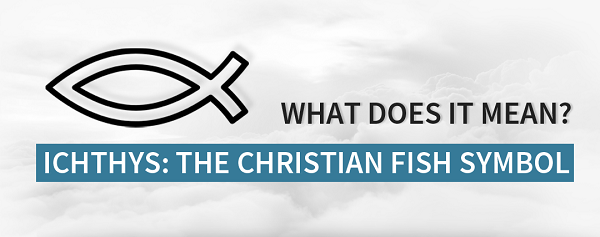 WHAT DOES IT MEAN?
ICHTHYS: THE CHRISTIAN FISH SYMBOL